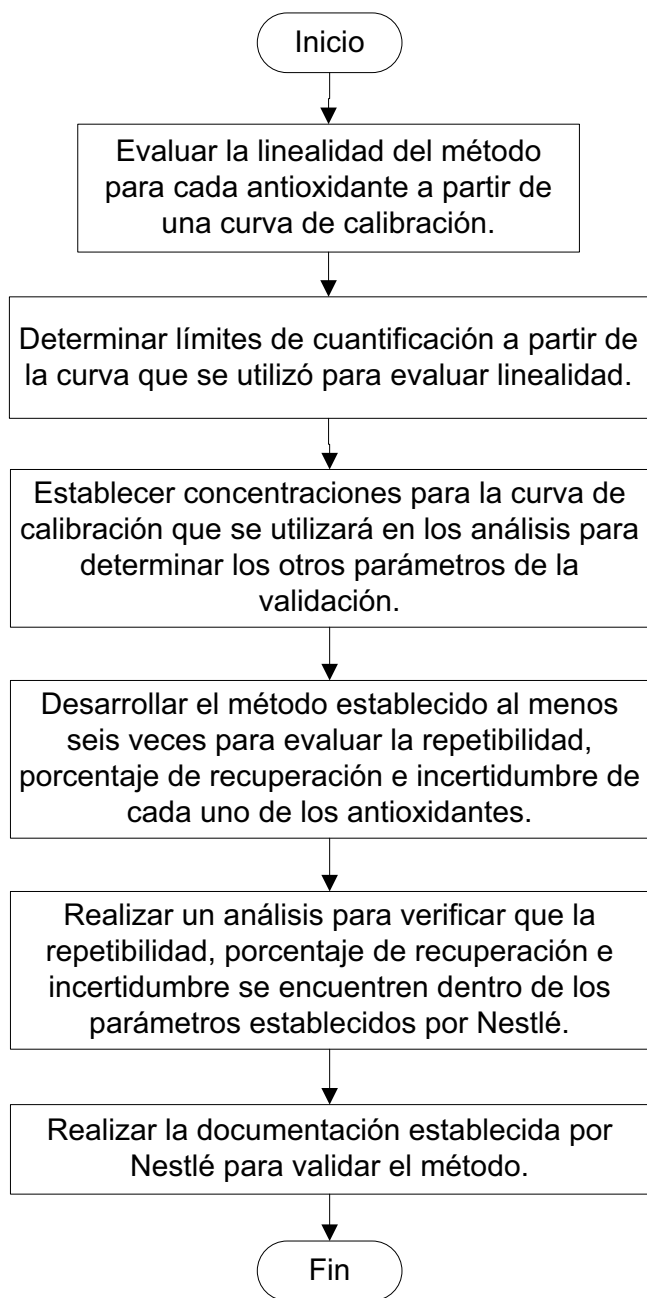 Inicio
Evaluar la linealidad del método
para cada antioxidante a partir de
una curva de calibración.
Determinar límites de cuantificación a partir de
la curva que se utilizó para evaluar linealidad.
Establecer concentraciones para la curva de
calibración que se utilizará en los análisis para
determinar los otros parámetros de la
validación.
Desarrollar el método establecido al menos
seis veces para evaluar la repetibilidad,
porcentaje de recuperación e incertidumbre de
cada uno de los antioxidantes.
Realizar un análisis para verificar que la
repetibilidad, porcentaje de recuperación e
incertidumbre se encuentren dentro de los
parámetros establecidos por Nestlé.
Realizar la documentación establecida por
Nestlé para validar el método.
Fin